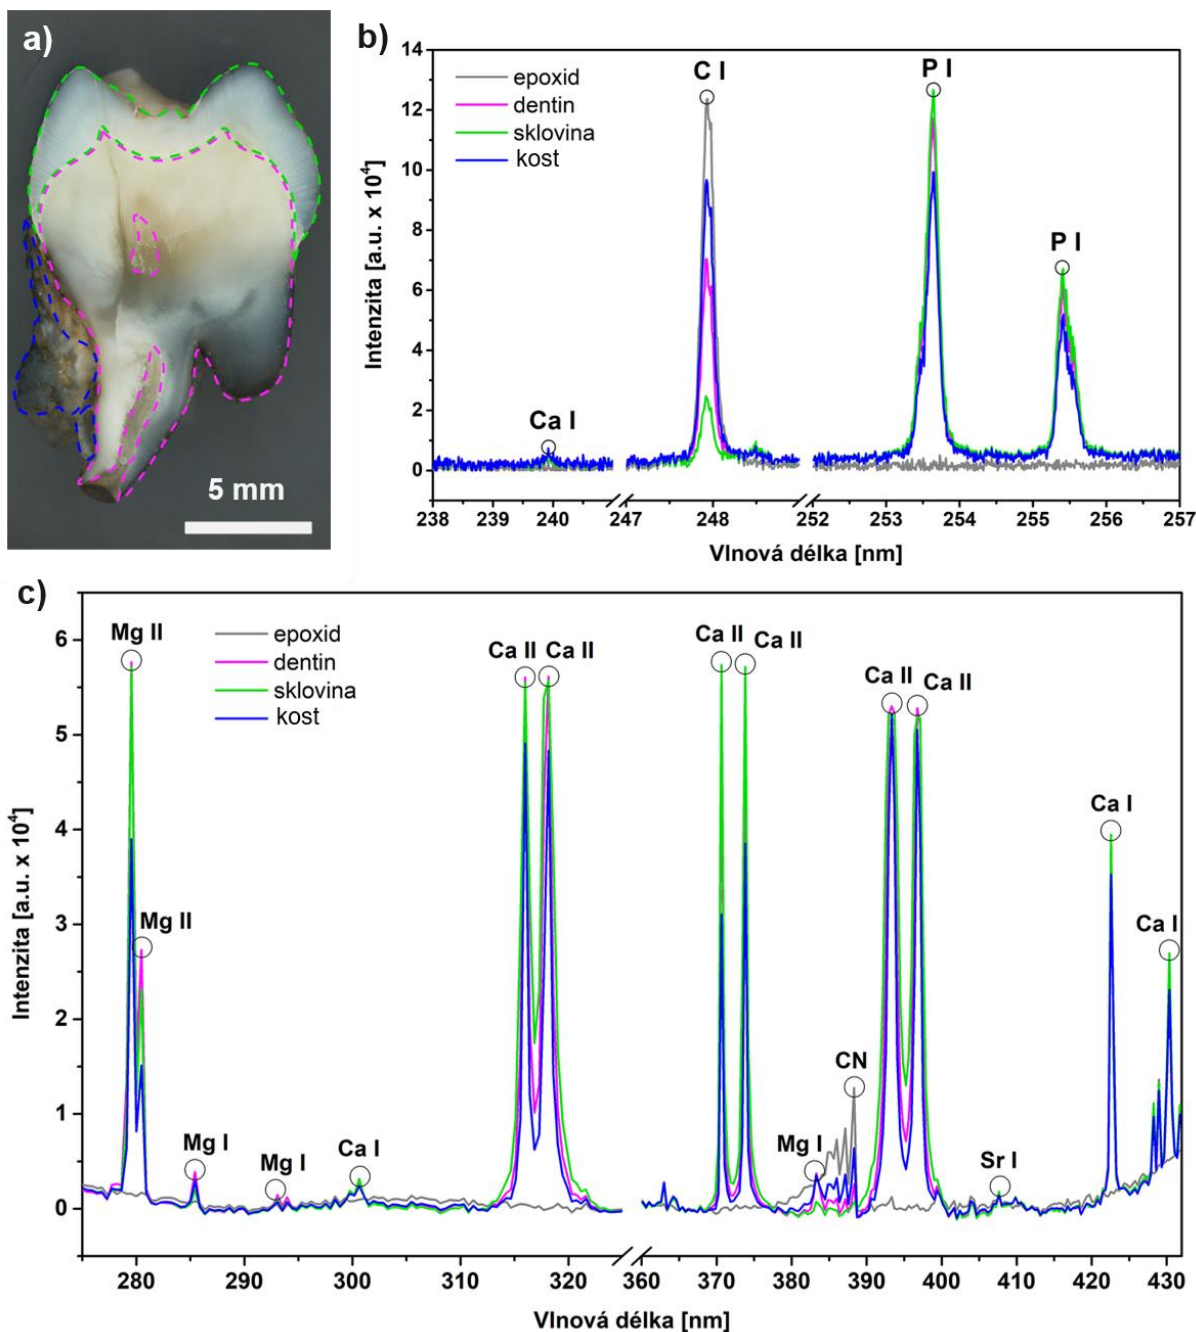 a)
5 mm
b)
epoxid
dentin
sklovina
kost
C I
P I
P I
Ca I
14
12
10
8
6
4
2
0
Intenzita [a.u. x 10⁴]
238 239 240 247 248 252 253 254 255 256 257
Vlnová délka [nm]
c)
epoxid
dentin
sklovina
kost
Mg II
Mg II
Mg I
Mg I
Ca I
Ca II Ca II
Ca II Ca II
Ca II Ca II
CN
Mg I
Sr I
Ca I
Ca I
6
5
4
3
2
1
0
Intenzita [a.u. x 10⁴]
280 290 300 310 320 360 370 380 390 400 410 420 430
Vlnová délka [nm]